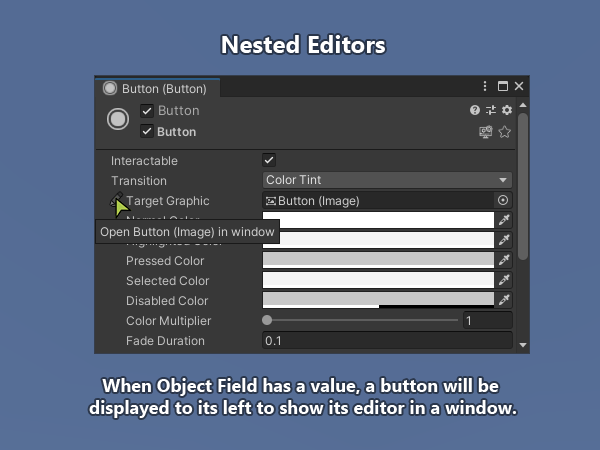 Nested Editors
Button (Button)
Button
Button
Interactable
Transition Color Tint
Target Graphic Button (Image)
Normal Color
Open Button (Image) in window
Highlighted Color
Pressed Color
Selected Color
Disabled Color
Color Multiplier 1
Fade Duration 0.1
When Object Field has a value, a button will be
displayed to its left to show its editor in a window.